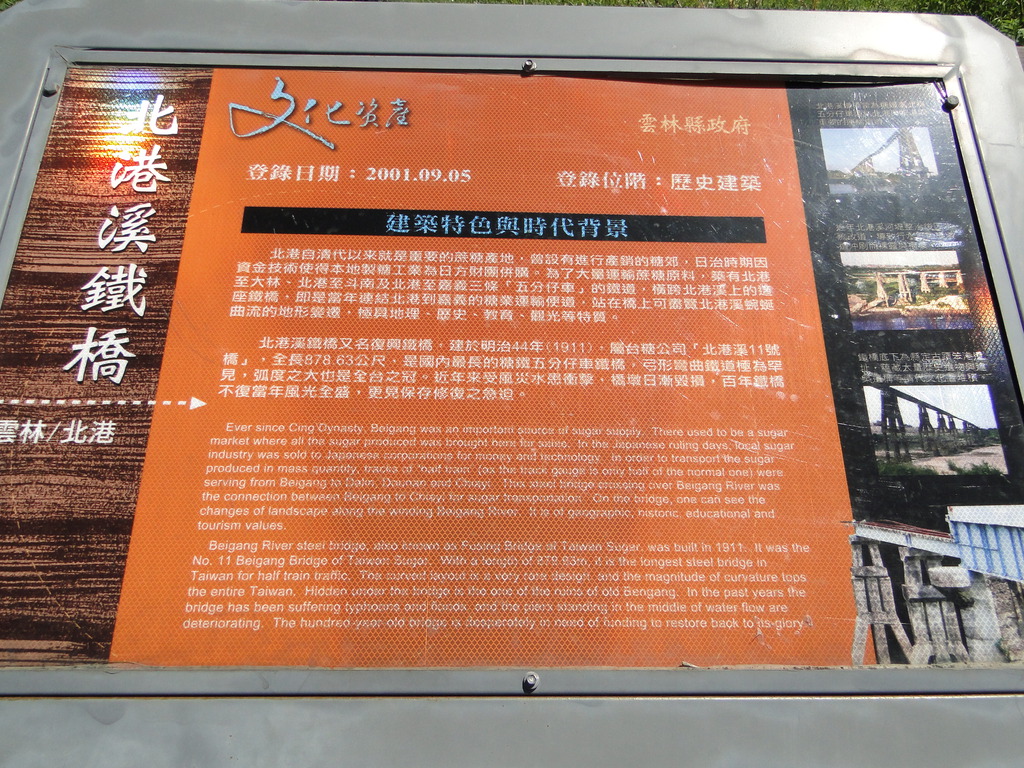 北港溪鐵橋
雲林/北港
文化資產
雲林縣政府
登錄日期：2001.09.05
登錄位階：歷史建築
建築特色與時代背景
北港自清代以來就是重要的蔗糖產地，曾設有進行產銷的糖郊，日治時期因
資金技術使得本地製糖工業為日方財團併購。為了大量運輸蔗糖原料，築有北港
至大林、北港至斗南及北港至嘉義三條「五分仔車」的鐵道，橫跨北港溪上的這
座鐵橋，即是當年連結北港到嘉義的糖業運輸便道，站在橋上可盡覽北港溪蜿蜒
曲流的地形變遷，極具地理、歷史、教育、觀光等特質。
北港溪鐵橋又名復興鐵橋，建於明治44年(1911)，屬台糖公司「北港溪11號
橋」，全長878.63公尺，是國內最長的糖鐵五分仔車鐵橋，弓形彎曲鐵道極為罕
見，弧度之大也是全台之冠。近年來受風災水患衝擊，橋墩日漸毀損，百年鐵橋
不復當年風光全盛，更見保存修復之急迫。
Ever since Cing Dynasty, Beigang was an important source of sugar supply. There used to be a sugar
market where all the sugar produced was brought here for sales. In the Japanese ruling days, local sugar
industry was sold to Japanese corporations for money and technology. In order to transport the sugar
produced in mass quantity, tracks of "half train" (as the track gauge is only half of the normal one) were
serving from Beigang to Dalin, Dounan and Chiayi. This steel bridge crossing over Beigang River was
the connection between Beigang to Chiayi, for sugar transportation. On the bridge, one can see the
changes of landscape along the winding Beigang River. It is of geographic, historic, educational and
tourism values.
Beigang River steel bridge, also known as Fusing Bridge of Taiwan Sugar, was built in 1911. It was the
No. 11 Beigang Bridge of Taiwan Sugar. With a length of 878.63m, it is the longest steel bridge in
Taiwan for half train traffic. The curved layout is a very rare design, and the magnitude of curvature tops
the entire Taiwan. Hidden under the bridge is the one of the ruins of old Bengang. In the past years the
bridge has been suffering typhoons and floods, and the piers standing in the middle of water flow are
deteriorating. The hundred-year old bridge is desperately in need of funding to restore back to its glory.